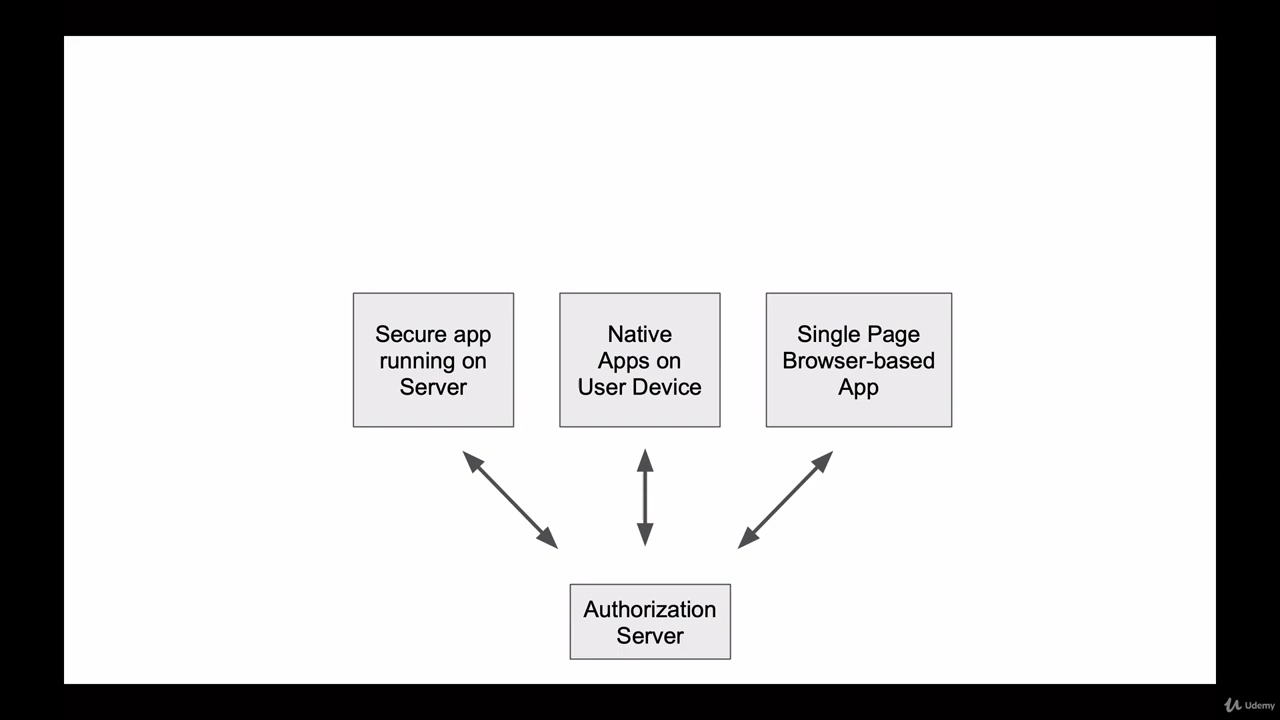 Secure app
running on
Server
Native
Apps on
User Device
Single Page
Browser-based
App
Authorization
Server
Udemy